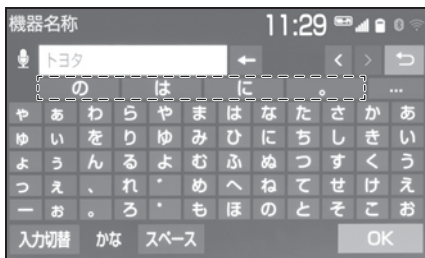 機器名称 11:29
トヨタ ← < >
の は に 。 ...
ゃ ぁ わ ら や ま は な た さ か あ
ゅ ぃ を り ゆ み ひ に ち し き い
ょ ぅ ん る よ む ふ ぬ つ す く う
っ ぇ 、 れ ゛ め へ ね て せ け え
ー ぉ 。 ろ ゜ も ほ の と そ こ お
入力切替 かな スペース OK